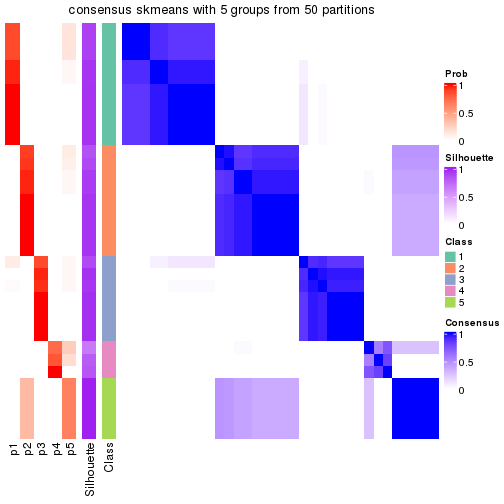 consensus skmeans with 5 groups from 50 partitions
Prob
1
0.5
0
Silhouette
1
0.5
0
Class
1
2
3
4
5
Consensus
1
0.5
0
p1
p2
p3
p4
p5
Silhouette
Class